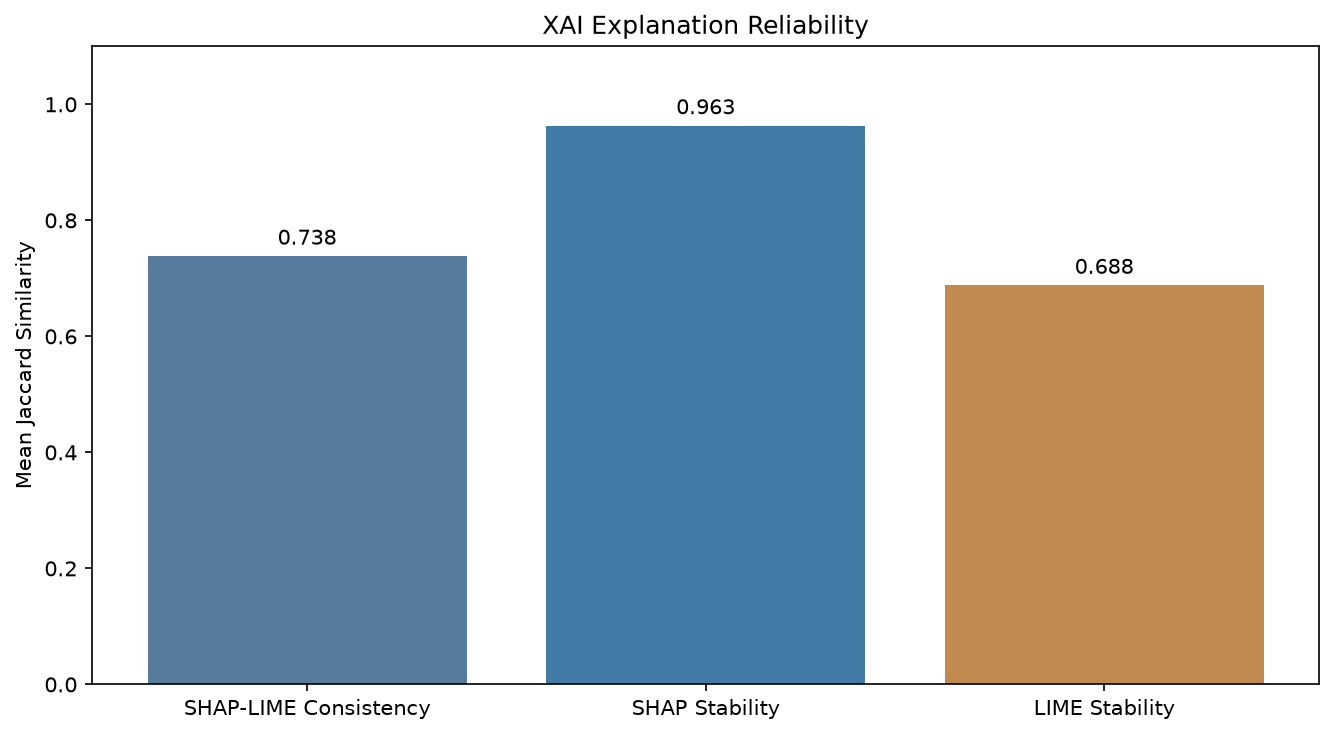 XAI Explanation Reliability
Mean Jaccard Similarity
1.0
0.8
0.6
0.4
0.2
0.0
0.738
0.963
0.688
SHAP-LIME Consistency
SHAP Stability
LIME Stability